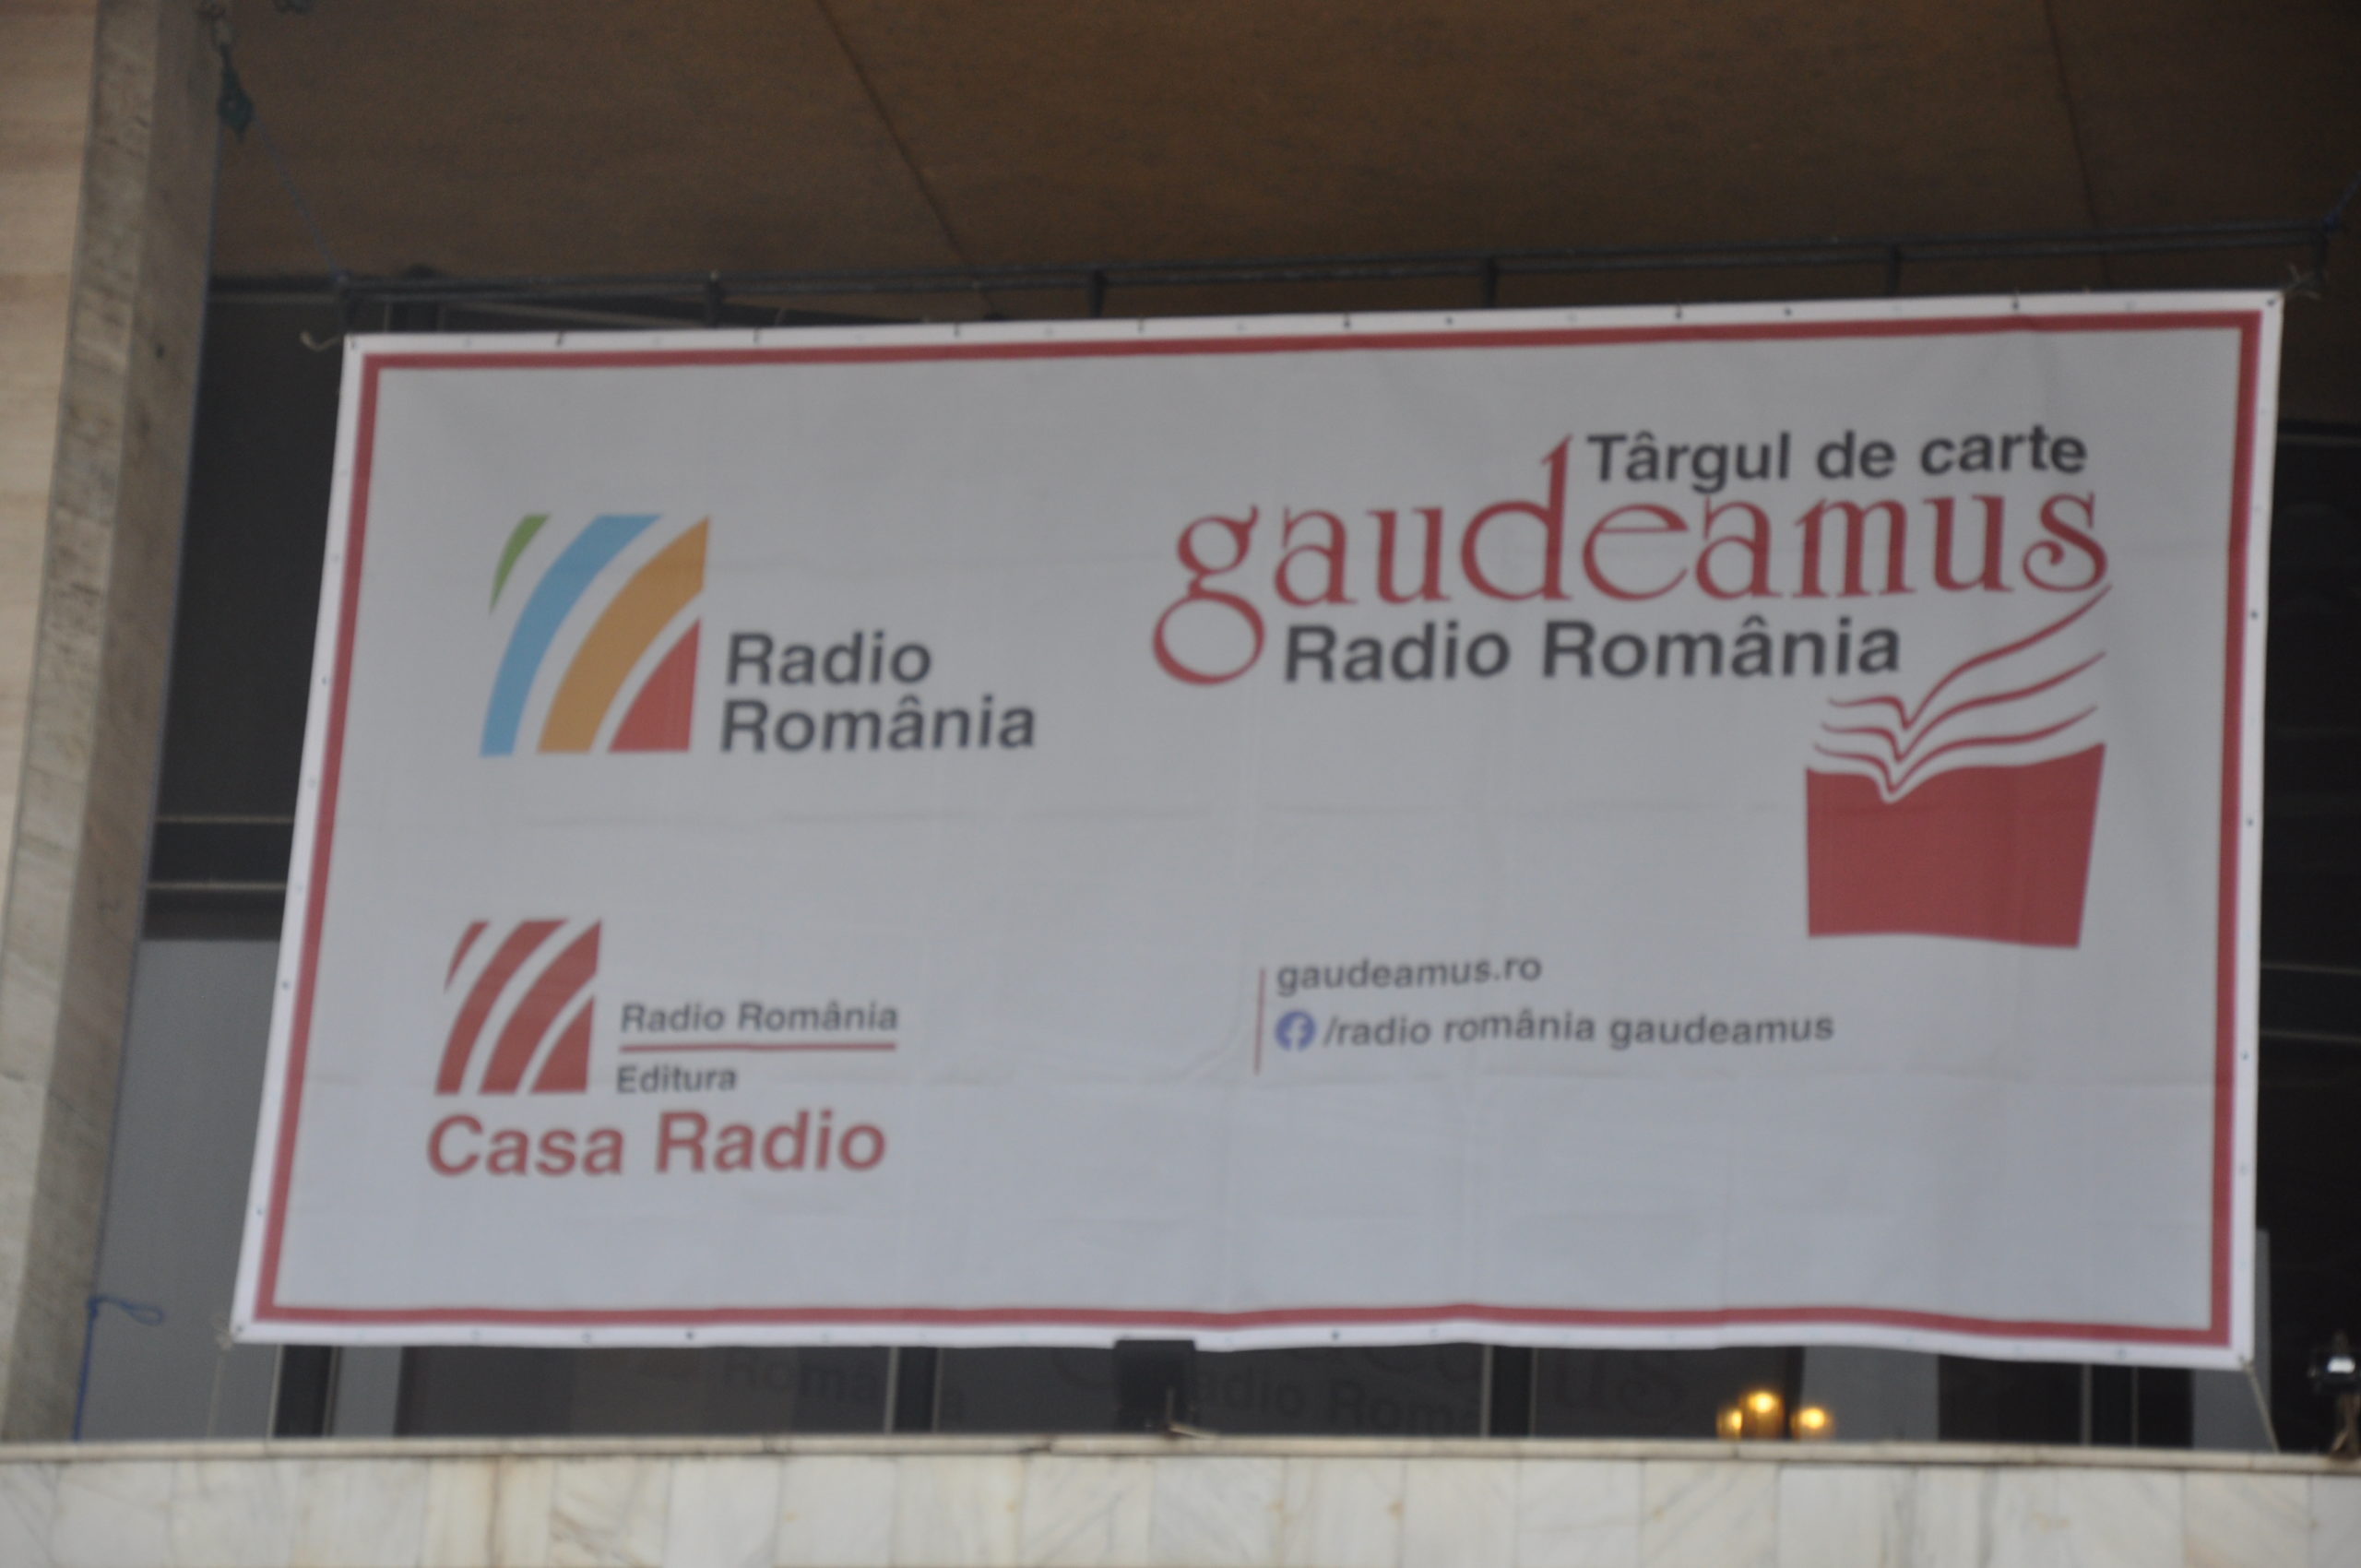 Radio
România
Târgul de carte
gaudeamus
Radio România
Radio România
Editura
Casa Radio
gaudeamus.ro
/radio românia gaudeamus